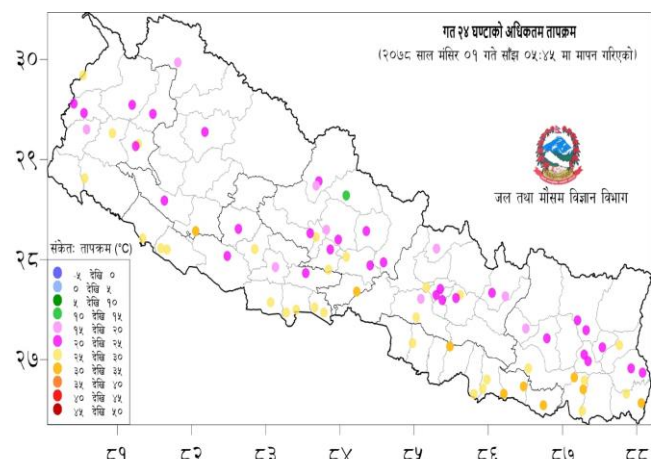 गत २४ घण्टाको अधिकतम तापक्रम
(२०७८ साल मंसिर ०१ गते साँझ ०५:४५ मा मापन गरिएको)
जल तथा मौसम विज्ञान विभाग
३०
२९
२८
२७
संकेतः तापक्रम (°C)
-५ देखि ०
० देखि ५
५ देखि १०
१० देखि १५
१५ देखि २०
२० देखि २५
२५ देखि ३०
३० देखि ३५
३५ देखि ४०
४० देखि ४५
४५ देखि ५०
८१ ८२ ८३ ८४ ८५ ८६ ८७ ८८